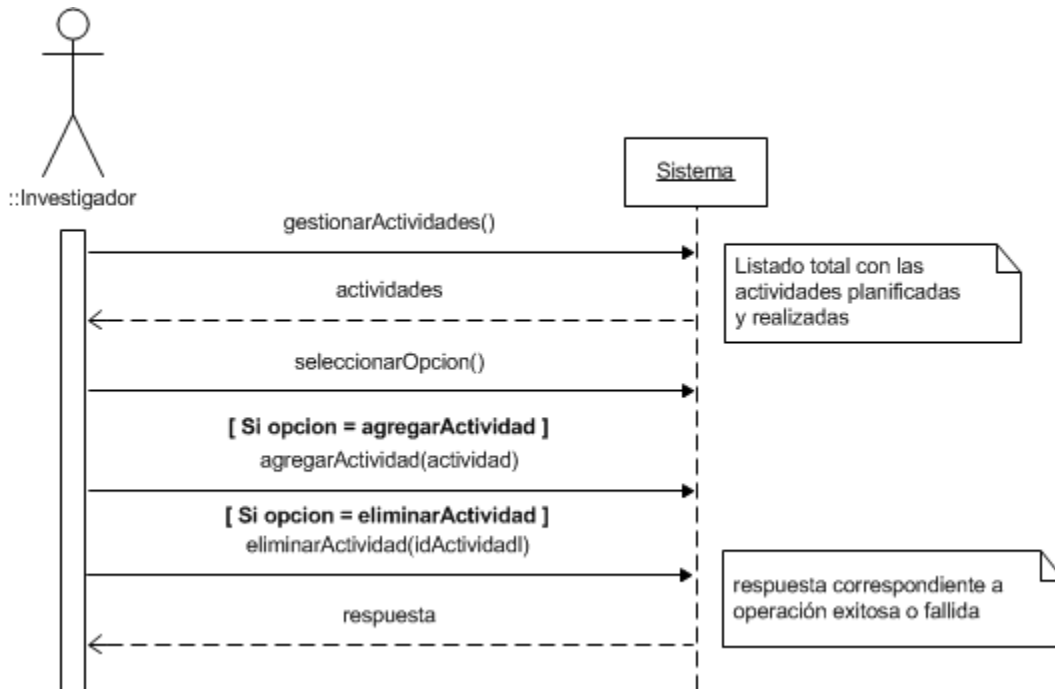 ::Investigador
Sistema
gestionarActividades()
Listado total con las
actividades planificadas
y realizadas
actividades
seleccionarOpcion()
[ Si opcion = agregarActividad ]
agregarActividad(actividad)
[ Si opcion = eliminarActividad ]
eliminarActividad(idActividadI)
respuesta correspondiente a
operación exitosa o fallida
respuesta